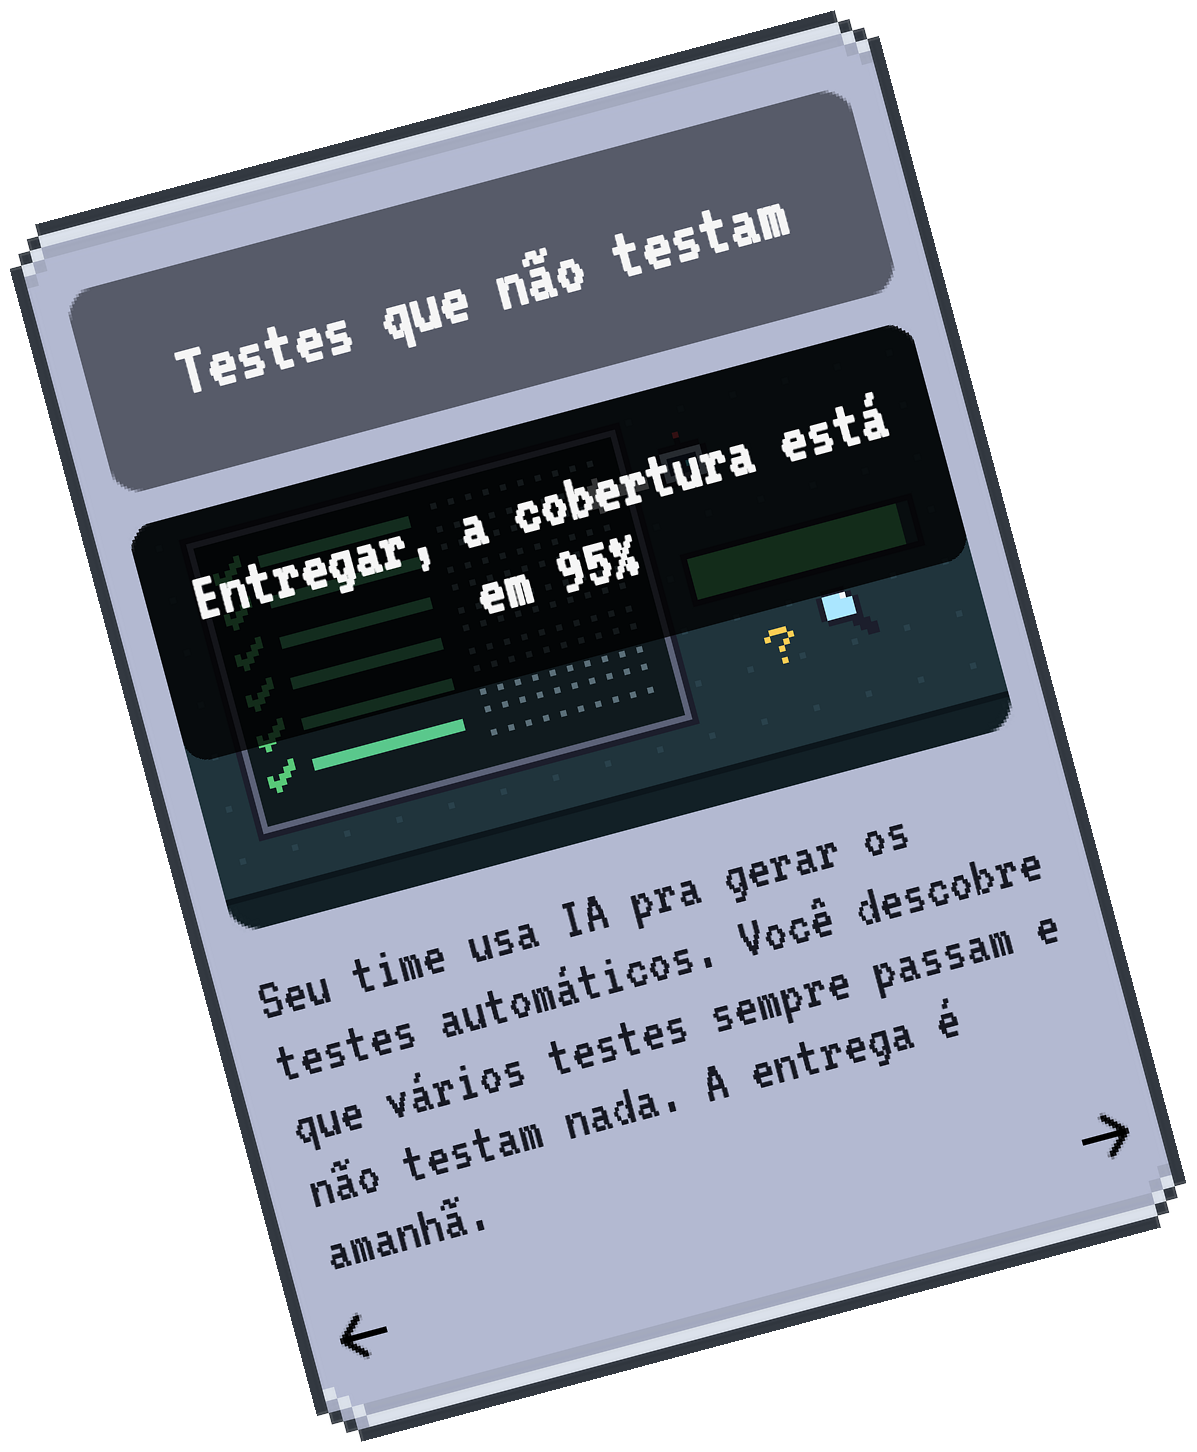 Testes que não testam
Entregar, a cobertura está
em 95%
?
Seu time usa IA pra gerar os
testes automáticos. Você descobre
que vários testes sempre passam e
não testam nada. A entrega é
amanhã.